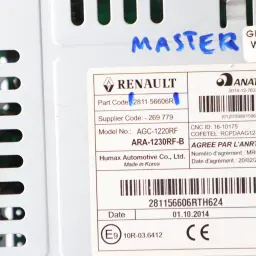 MASTER
RENAULT
ANAT
Part Code : 2811 56606R
Supplier Code : - 269 779
Model No.: AGC-1220RF
ARA-1230RF-B
CNC ID: 16-10175
COFETEL : RCPDAAG12-
AGREE PAR L'ANRT
Humax Automotive Co., Ltd.
Made in Korea
281156606RTH624
01.10.2014
E9
10R-03.6412